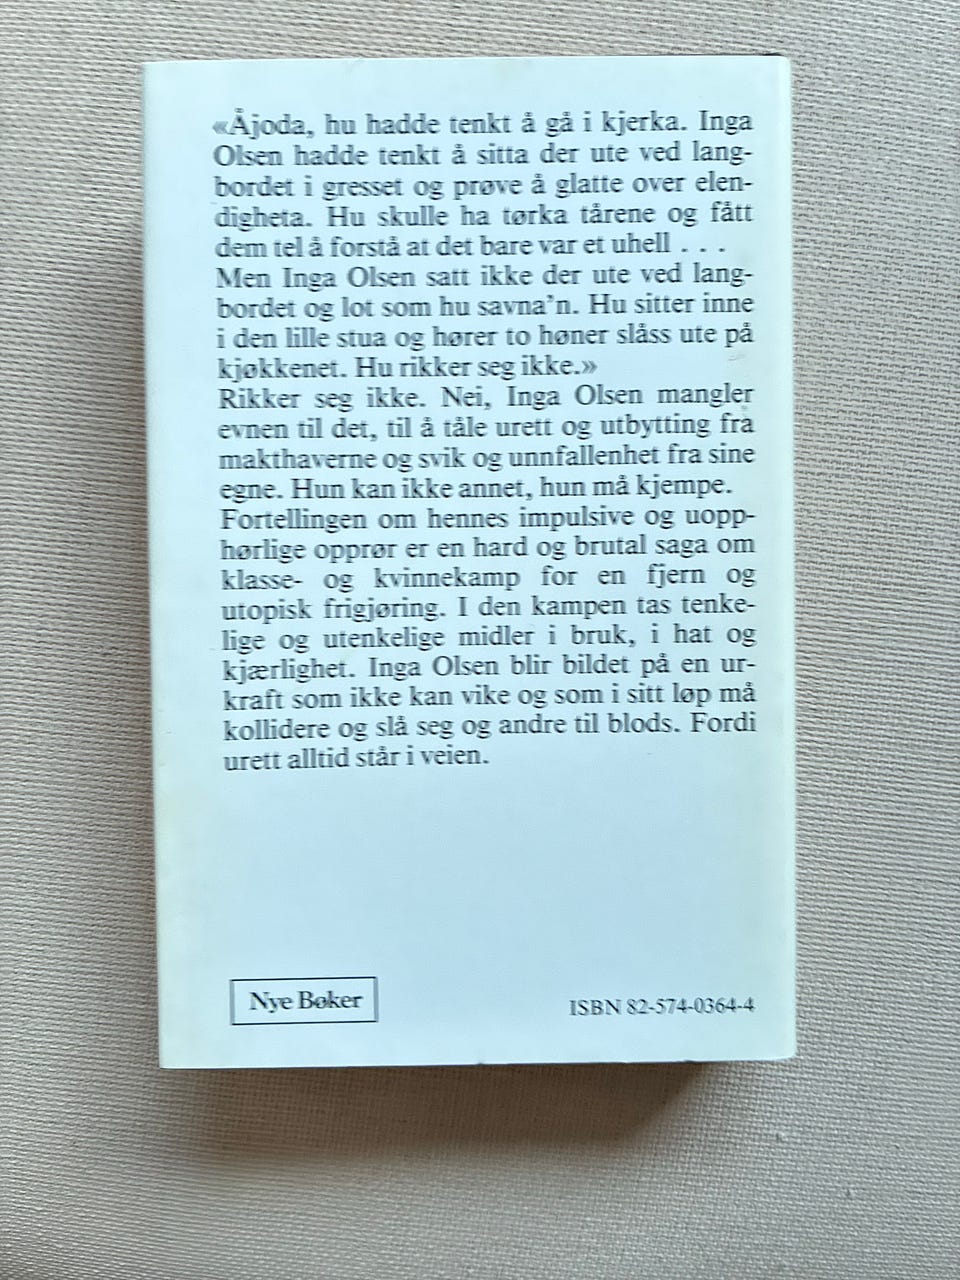 «Åjoda, hu hadde tenkt å gå i kjerka. Inga
Olsen hadde tenkt å sitta der ute ved lang-
bordet i gresset og prøve å glatte over elen-
digheta. Hu skulle ha tørka tårene og fått
dem tel å forstå at det bare var et uhell . . .
Men Inga Olsen satt ikke der ute ved lang-
bordet og lot som hu savna'n. Hu sitter inne
i den lille stua og hører to høner slåss ute på
kjøkkenet. Hu rikker seg ikke.»
Rikker seg ikke. Nei, Inga Olsen mangler
evnen til det, til å tåle urett og utbytting fra
makthaverne og svik og unnfallenhet fra sine
egne. Hun kan ikke annet, hun må kjempe.
Fortellingen om hennes impulsive og uopp-
hørlige opprør er en hard og brutal saga om
klasse- og kvinnekamp for en fjern og
utopisk frigjøring. I den kampen tas tenke-
lige og utenkelige midler i bruk, i hat og
kjærlighet. Inga Olsen blir bildet på en ur-
kraft som ikke kan vike og som i sitt løp må
kollidere og slå seg og andre til blods. Fordi
urett alltid står i veien.
Nye Bøker
ISBN 82-574-0364-4